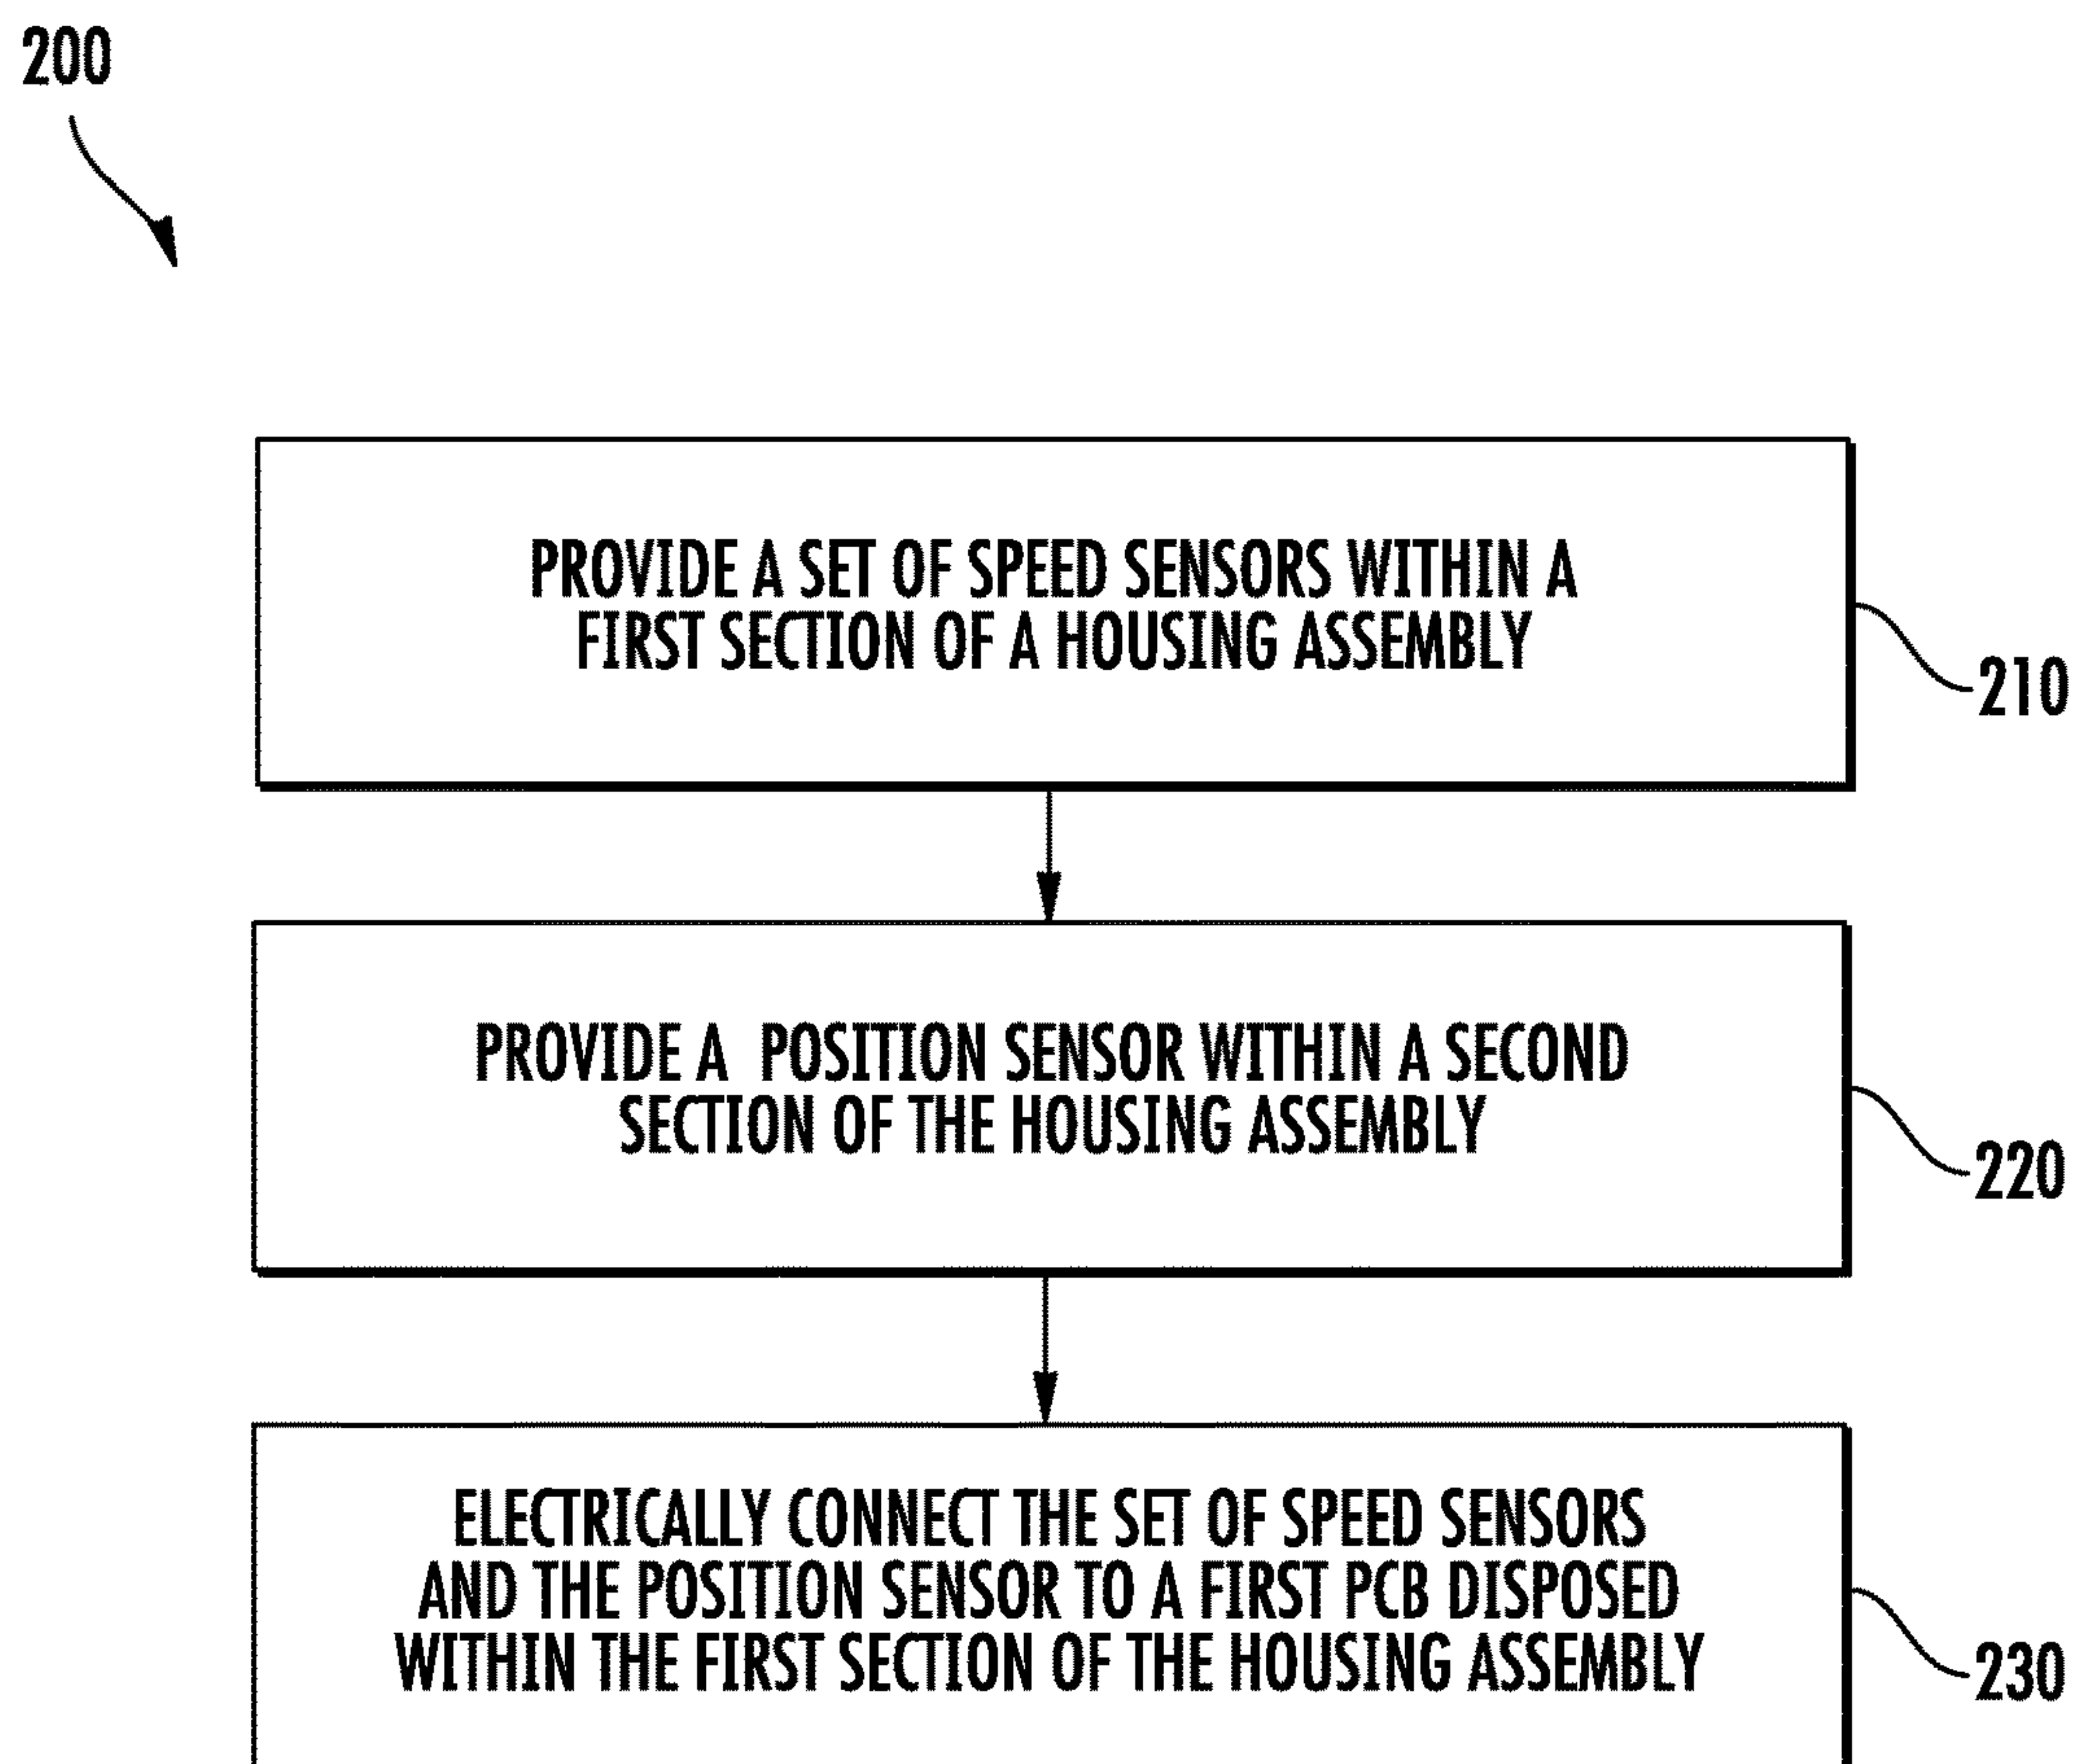 200
PROVIDE A SET OF SPEED SENSORS WITHIN A
FIRST SECTION OF A HOUSING ASSEMBLY
210
PROVIDE A POSITION SENSOR WITHIN A SECOND
SECTION OF THE HOUSING ASSEMBLY
220
ELECTRICALLY CONNECT THE SET OF SPEED SENSORS
AND THE POSITION SENSOR TO A FIRST PCB DISPOSED
WITHIN THE FIRST SECTION OF THE HOUSING ASSEMBLY
230